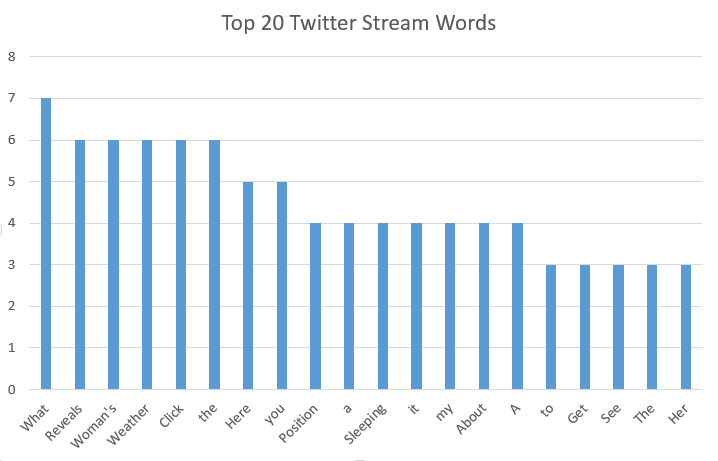 Top 20 Twitter Stream Words
8
7
6
5
4
3
2
1
0
What
Reveals
Woman's
Weather
Click
the
Here
you
Position
a
Sleeping
it
my
About
A
to
Get
See
The
Her